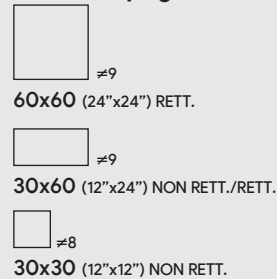 ≠9
60x60 (24”x24”) RETT.
≠9
30x60 (12”x24”) NON RETT./RETT.
≠8
30x30 (12”x12”) NON RETT.